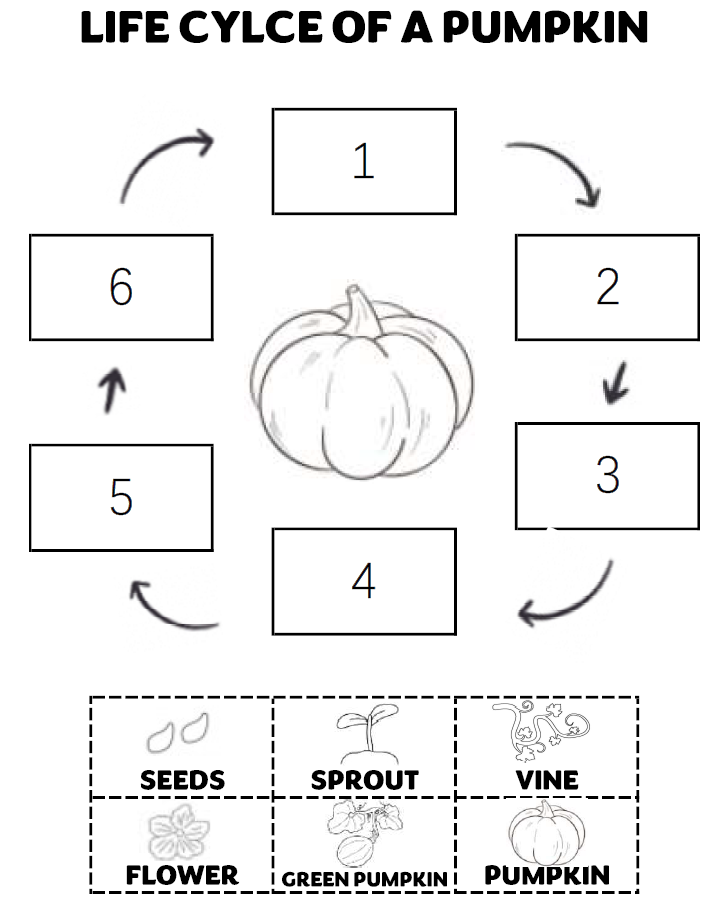 LIFE CYLCE OF A PUMPKIN
1
2
3
4
5
6
SEEDS
SPROUT
VINE
FLOWER
GREEN PUMPKIN
PUMPKIN